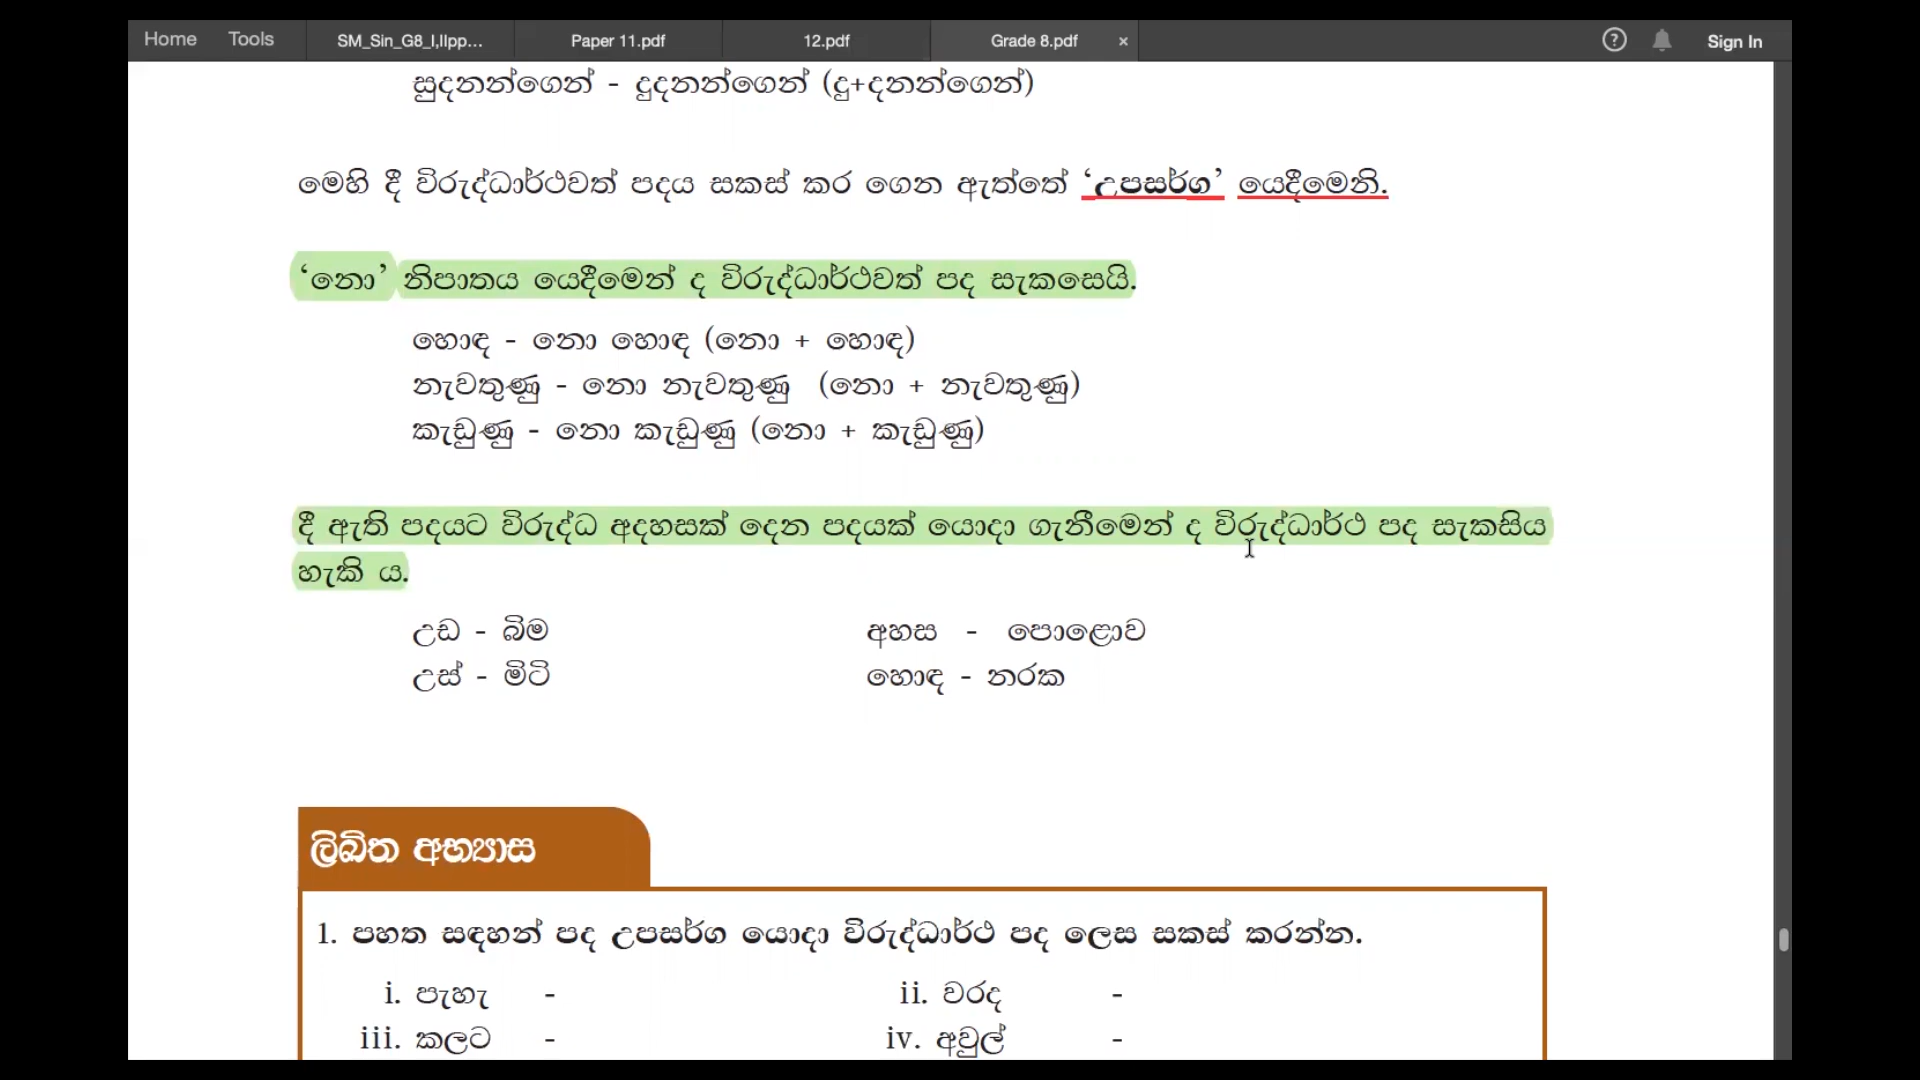 Home Tools SM_Sin_G8_I,IIpp... Paper 11.pdf 12.pdf Grade 8.pdf × ? Sign In
සුදනන්ගෙන් - දුදනන්ගෙන් (දු+දනන්ගෙන්)
මෙහි දී විරුද්ධාර්ථවත් පදය සකස් කර ගෙන ඇත්තේ ‘උපසර්ග’ යෙදීමෙනි.
‘නො’ නිපාතය යෙදීමෙන් ද විරුද්ධාර්ථවත් පද සැකසෙයි.
හොඳ - නො හොඳ (නො + හොඳ)
නැවතුණු - නො නැවතුණු (නො + නැවතුණු)
කැඩුණු - නො කැඩුණු (නො + කැඩුණු)
දී ඇති පදයට විරුද්ධ අදහසක් දෙන පදයක් යොදා ගැනීමෙන් ද විරුද්ධාර්ථ පද සැකසිය
හැකි ය.
උඩ - බිම අහස - පොළොව
උස් - මිටි හොඳ - නරක
ලිඛිත අභ්‍යාස
1. පහත සඳහන් පද උපසර්ග යොදා විරුද්ධාර්ථ පද ලෙස සකස් කරන්න.
i. පැහැ - ii. වරද -
iii. කලට - iv. අවුල් -